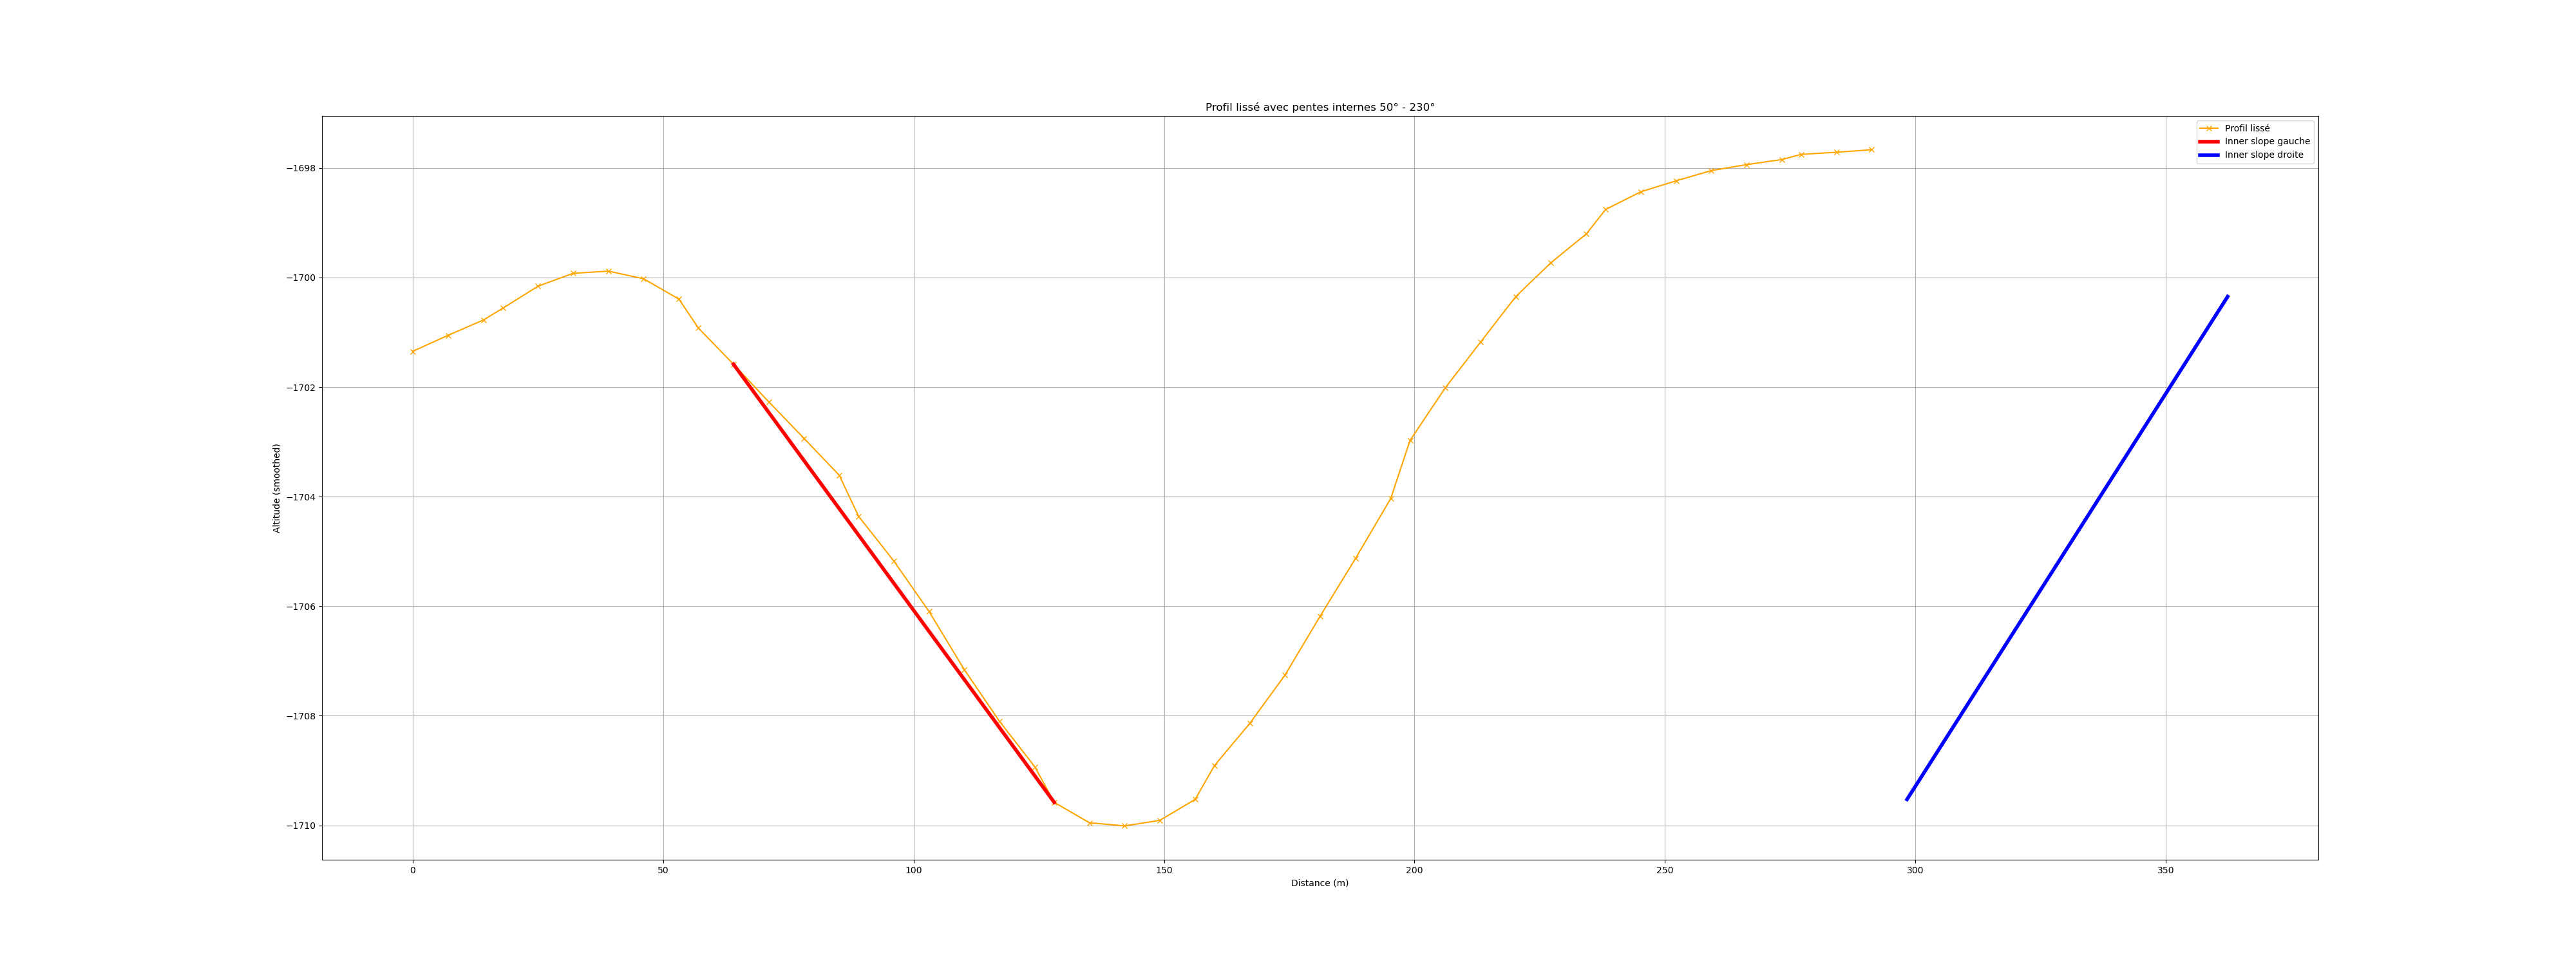 Profil lissé avec pentes internes 50° - 230°
Profil lissé
Inner slope gauche
Inner slope droite
−1698
−1700
−1702
−1704
−1706
−1708
−1710
Altitude (smoothed)
0 50 100 150 200 250 300 350
Distance (m)